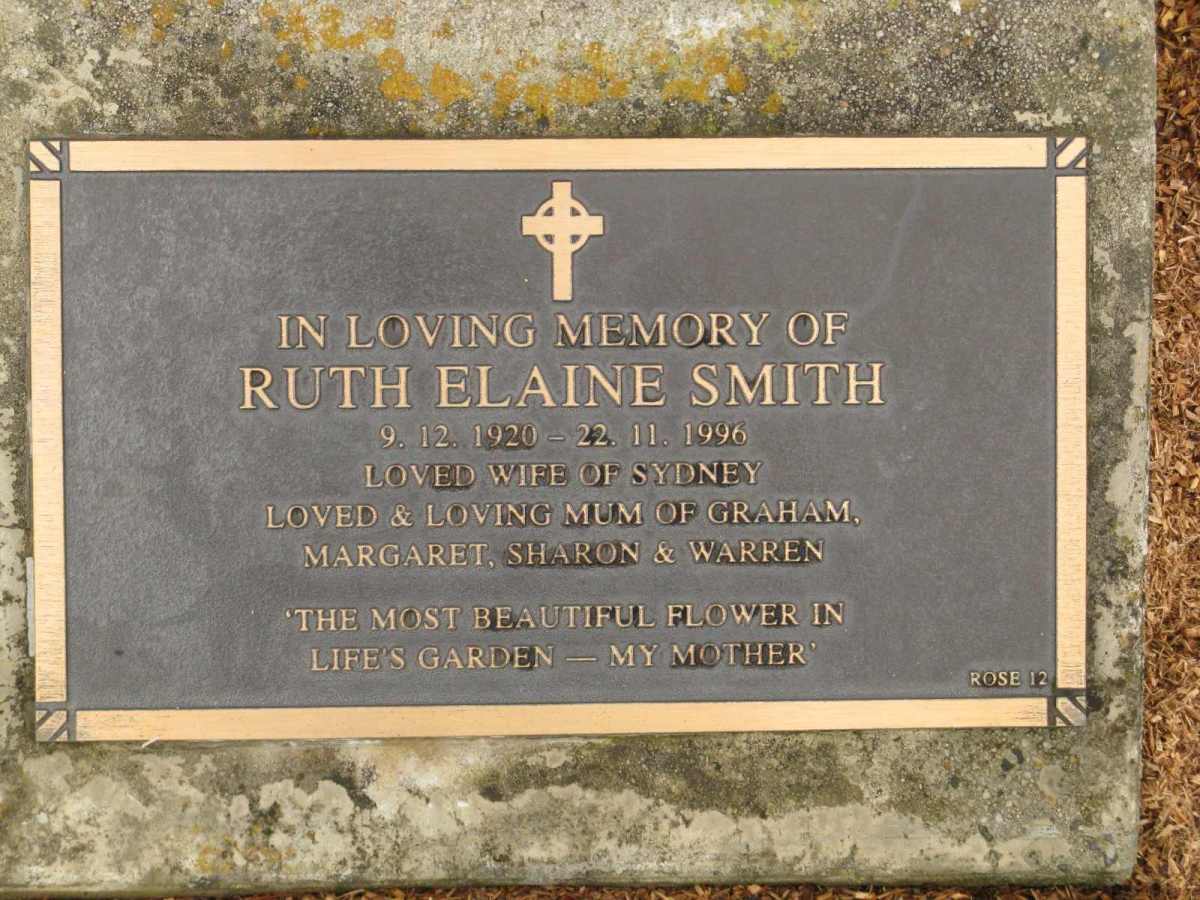 IN LOVING MEMORY OF
RUTH ELAINE SMITH
9. 12. 1920 – 22. 11. 1996
LOVED WIFE OF SYDNEY
LOVED & LOVING MUM OF GRAHAM,
MARGARET, SHARON & WARREN
'THE MOST BEAUTIFUL FLOWER IN
LIFE'S GARDEN — MY MOTHER'
ROSE 12